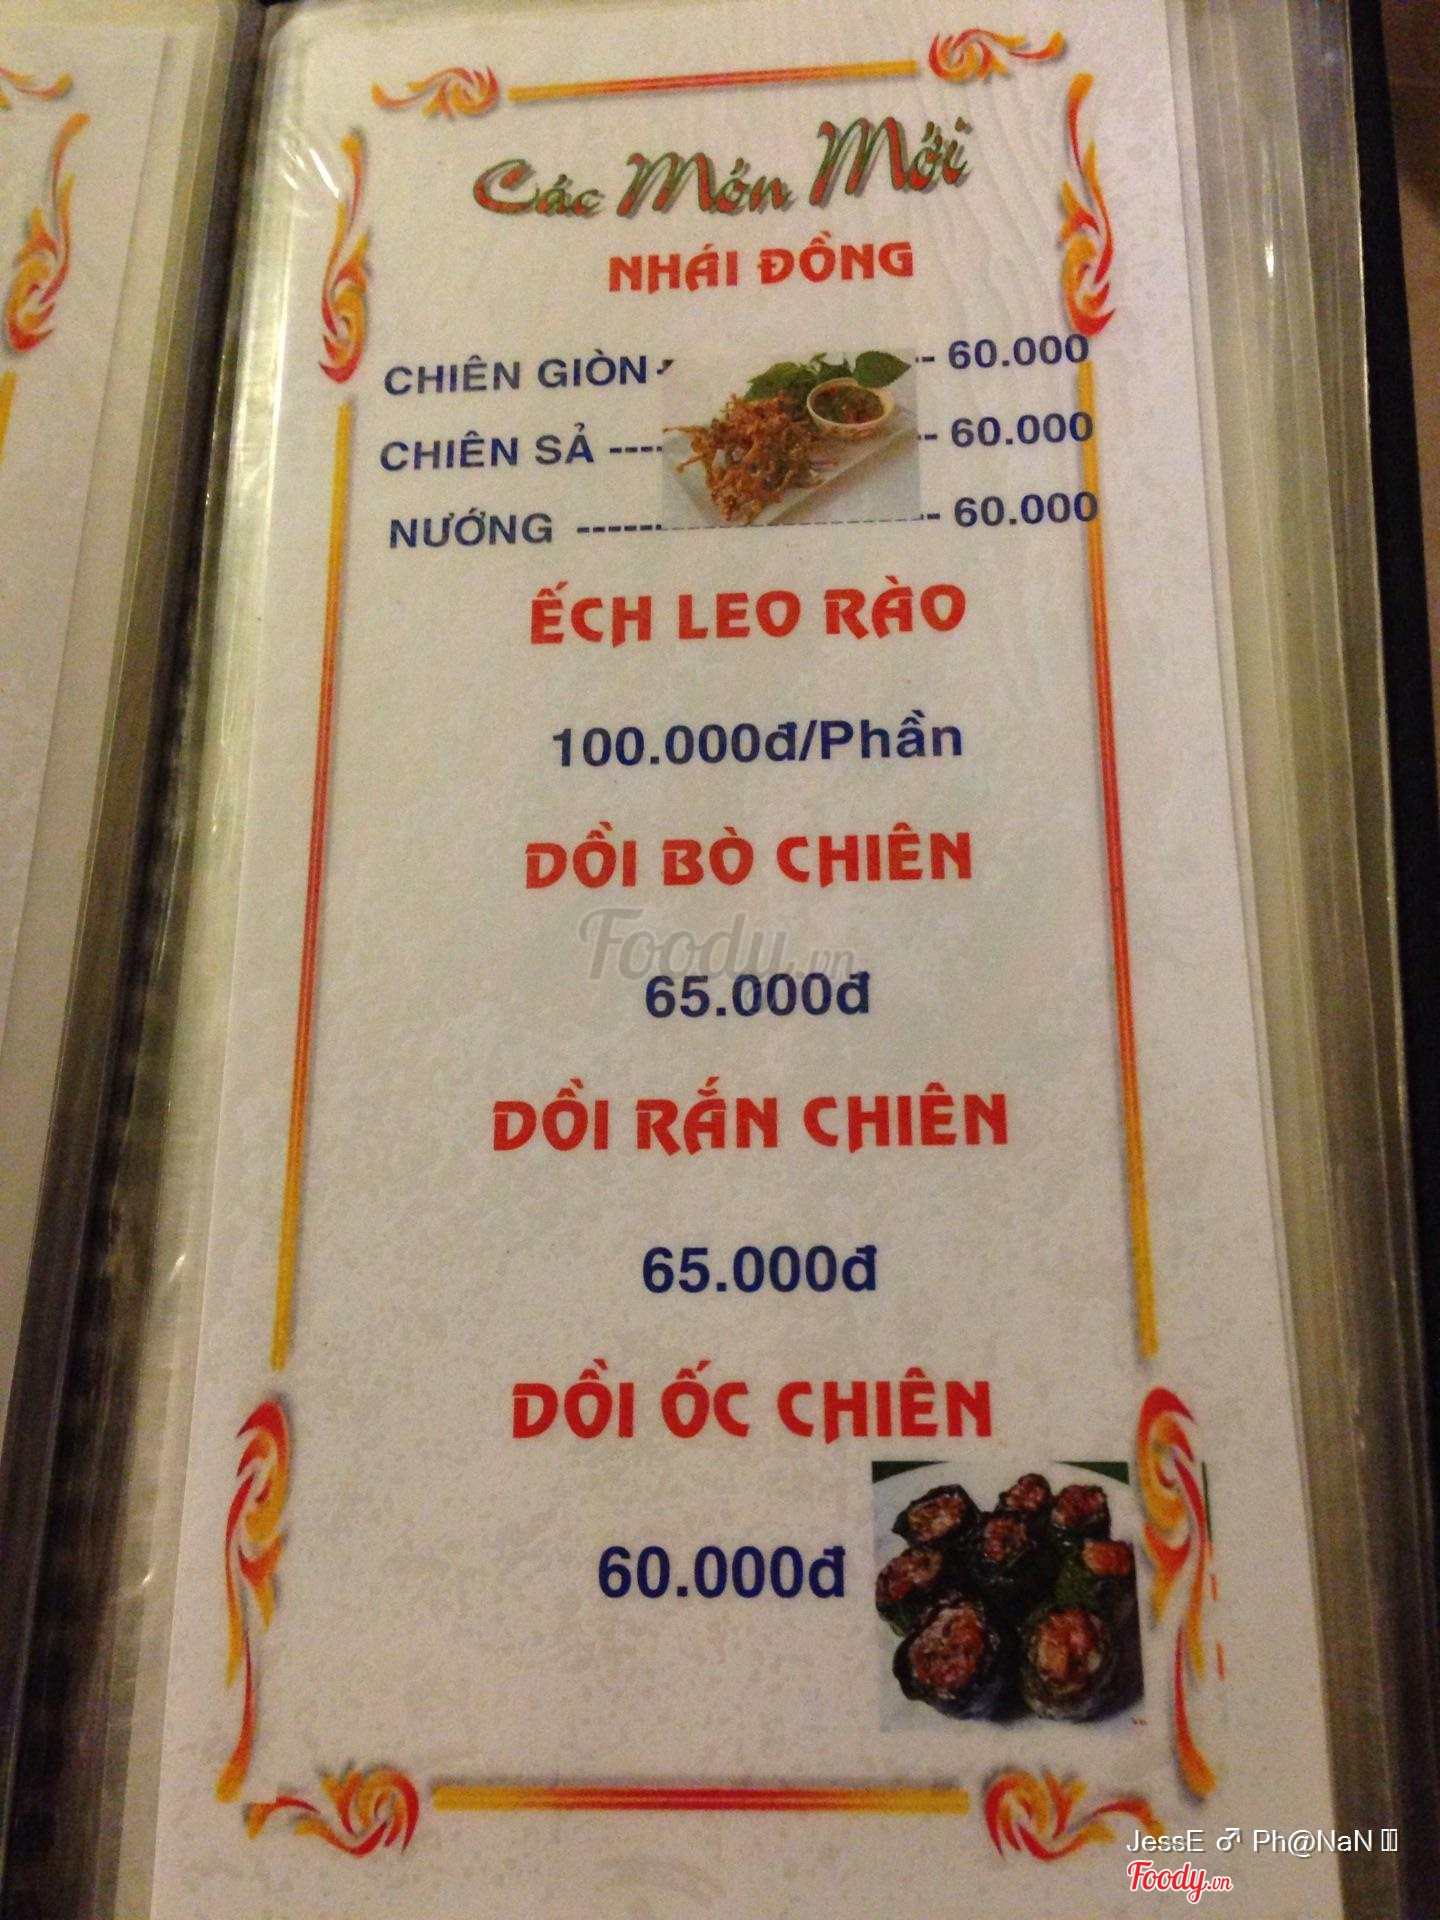 Các Món Mới
NHÁI ĐỒNG
CHIÊN GIÒN - -- 60.000
CHIÊN SẢ ---- -- 60.000
NƯỚNG ------ -- 60.000
ẾCH LEO RÀO
100.000đ/Phần
DỒI BÒ CHIÊN
Foody.vn
65.000đ
DỒI RẮN CHIÊN
65.000đ
DỒI ỐC CHIÊN
60.000đ
JessE ♂ Ph@NaN
Foody.vn